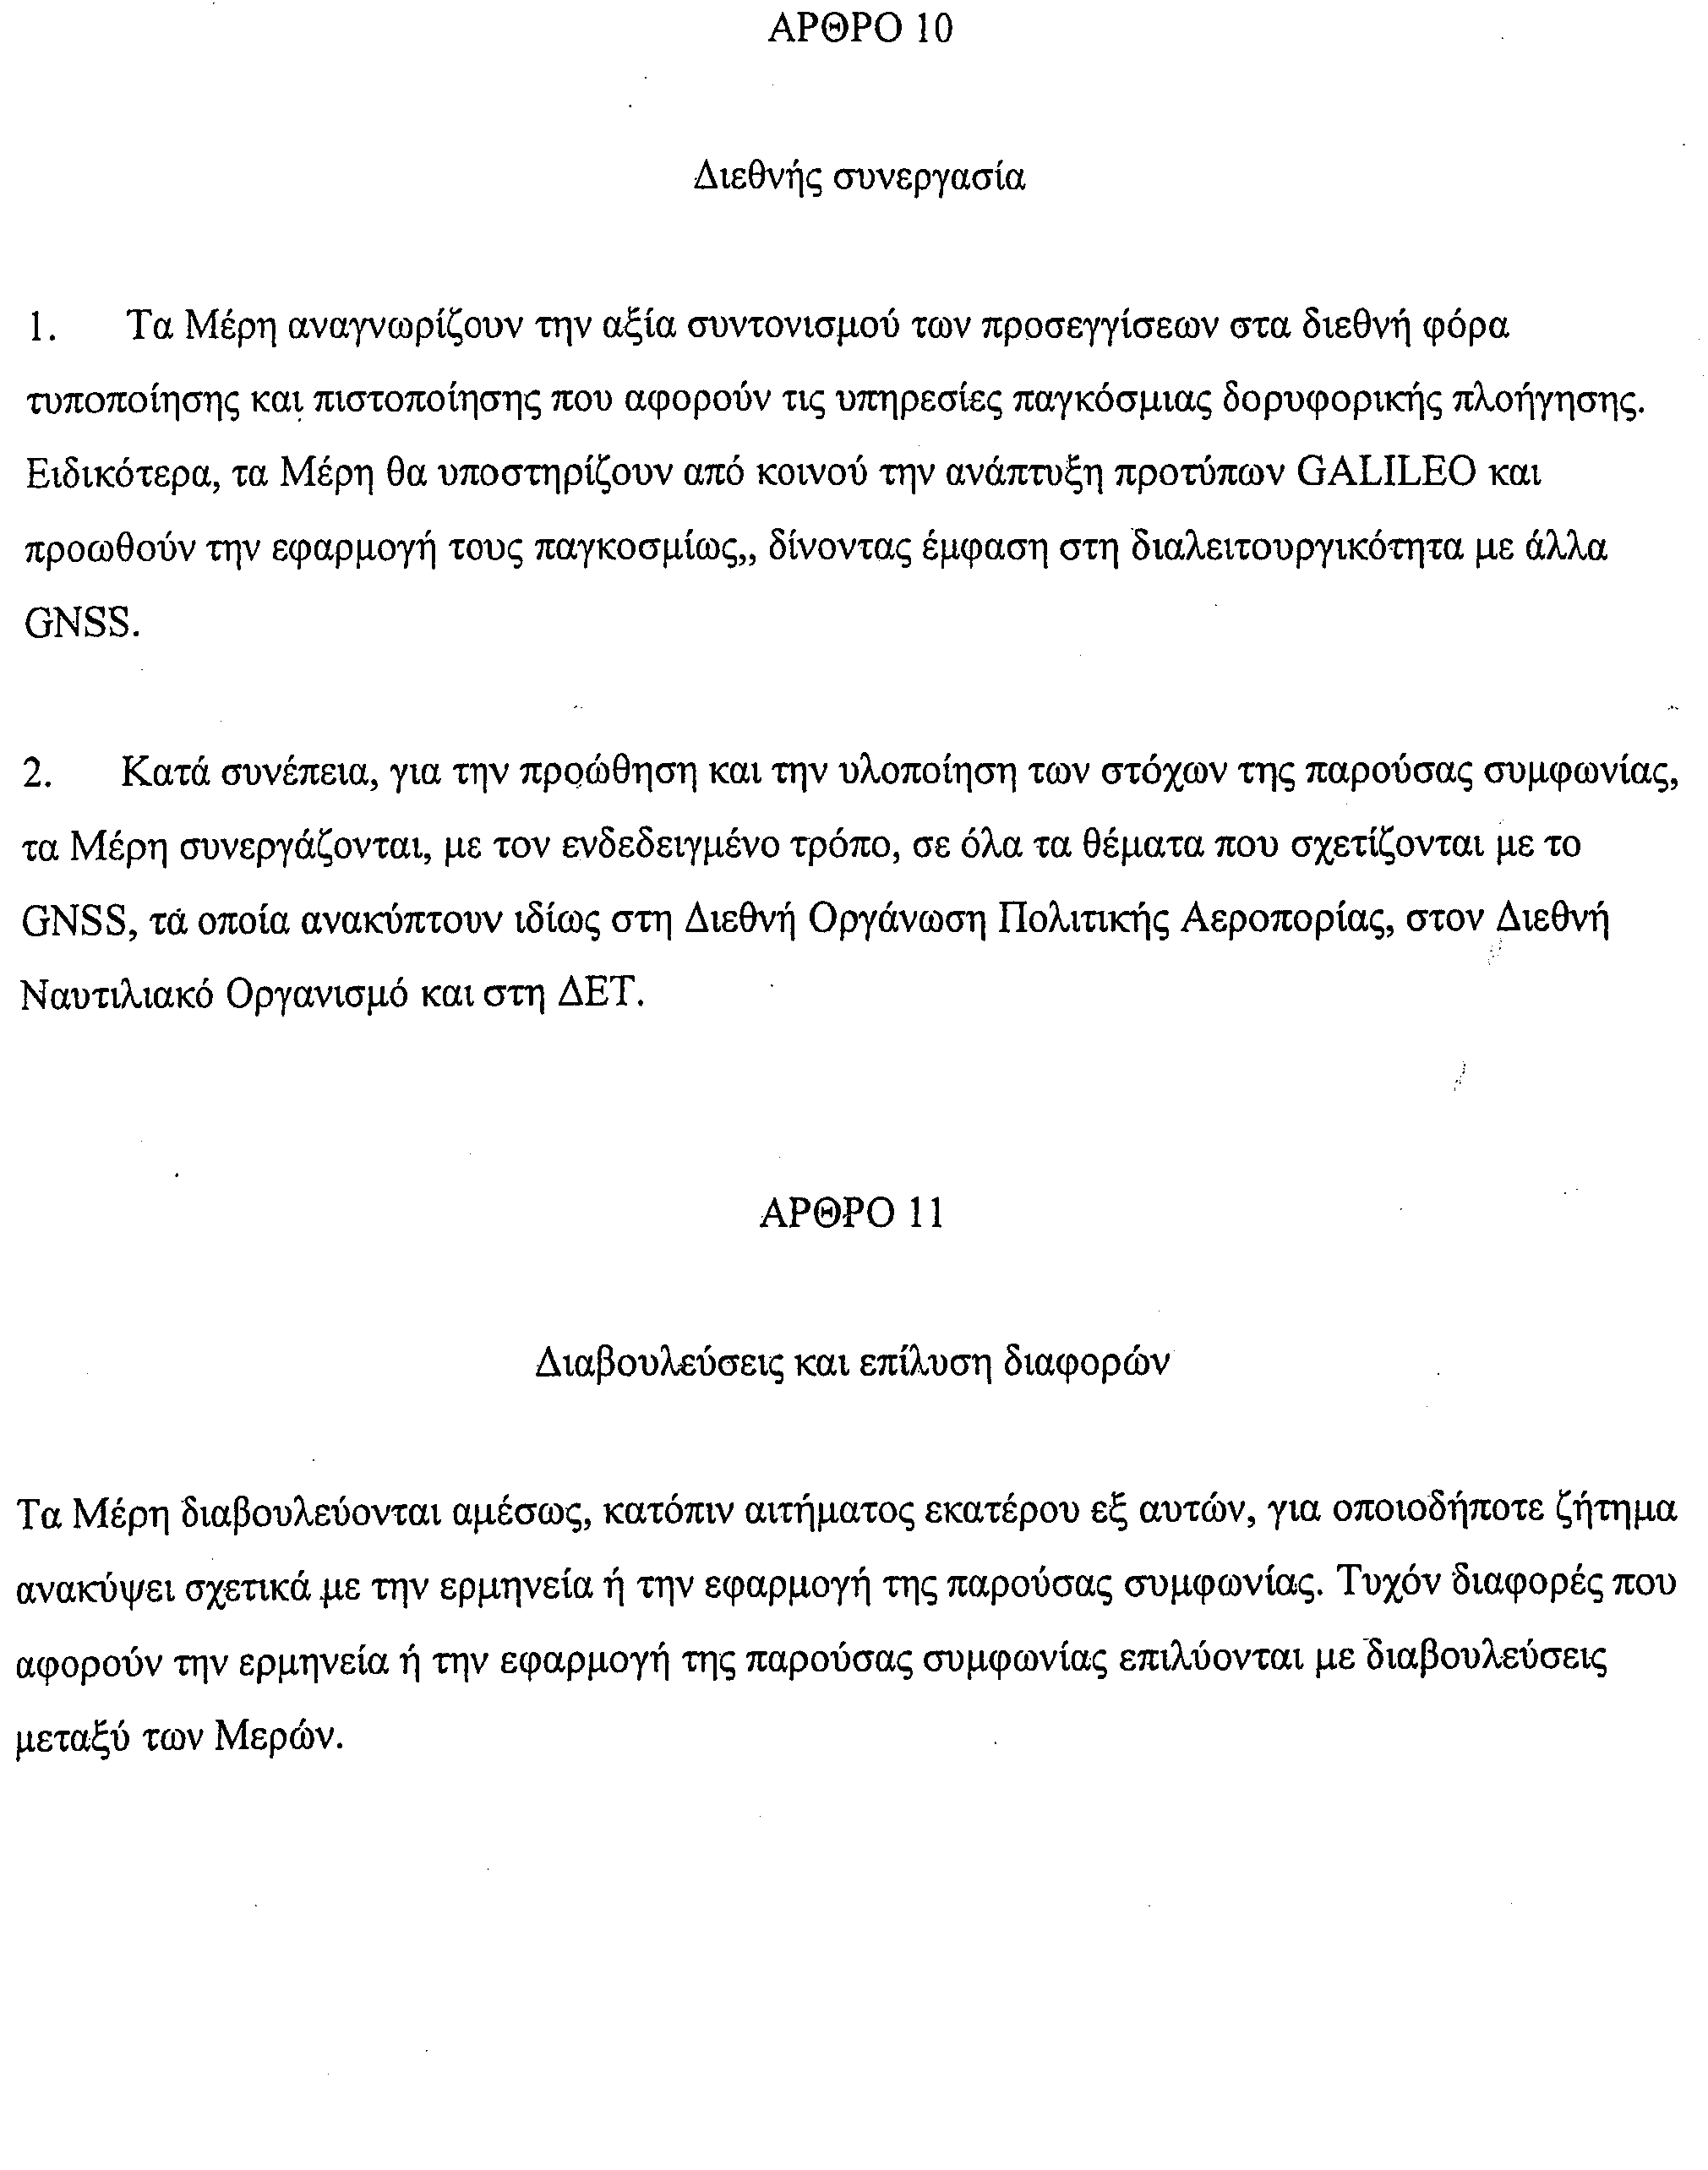 ΑΡΘΡΟ 10
Διεθνής συνεργασία
1. Τα Μέρη αναγνωρίζουν την αξία συντονισμού των προσεγγίσεων στα διεθνή φόρα
τυποποίησης και πιστοποίησης που αφορούν τις υπηρεσίες παγκόσμιας δορυφορικής πλοήγησης.
Ειδικότερα, τα Μέρη θα υποστηρίζουν από κοινού την ανάπτυξη προτύπων GALILEO και
προωθούν την εφαρμογή τους παγκοσμίως,, δίνοντας έμφαση στη διαλειτουργικότητα με άλλα
GNSS.
2. Κατά συνέπεια, για την προώθηση και την υλοποίηση των στόχων της παρούσας συμφωνίας,
τα Μέρη συνεργάζονται, με τον ενδεδειγμένο τρόπο, σε όλα τα θέματα που σχετίζονται με το
GNSS, τα οποία ανακύπτουν ιδίως στη Διεθνή Οργάνωση Πολιτικής Αεροπορίας, στον Διεθνή
Ναυτιλιακό Οργανισμό και στη ΔΕΤ.
ΑΡΘΡΟ 11
Διαβουλεύσεις και επίλυση διαφορών
Τα Μέρη διαβουλεύονται αμέσως, κατόπιν αιτήματος εκατέρου εξ αυτών, για οποιοδήποτε ζήτημα
ανακύψει σχετικά με την ερμηνεία ή την εφαρμογή της παρούσας συμφωνίας. Τυχόν διαφορές που
αφορούν την ερμηνεία ή την εφαρμογή της παρούσας συμφωνίας επιλύονται με διαβουλεύσεις
μεταξύ των Μερών.